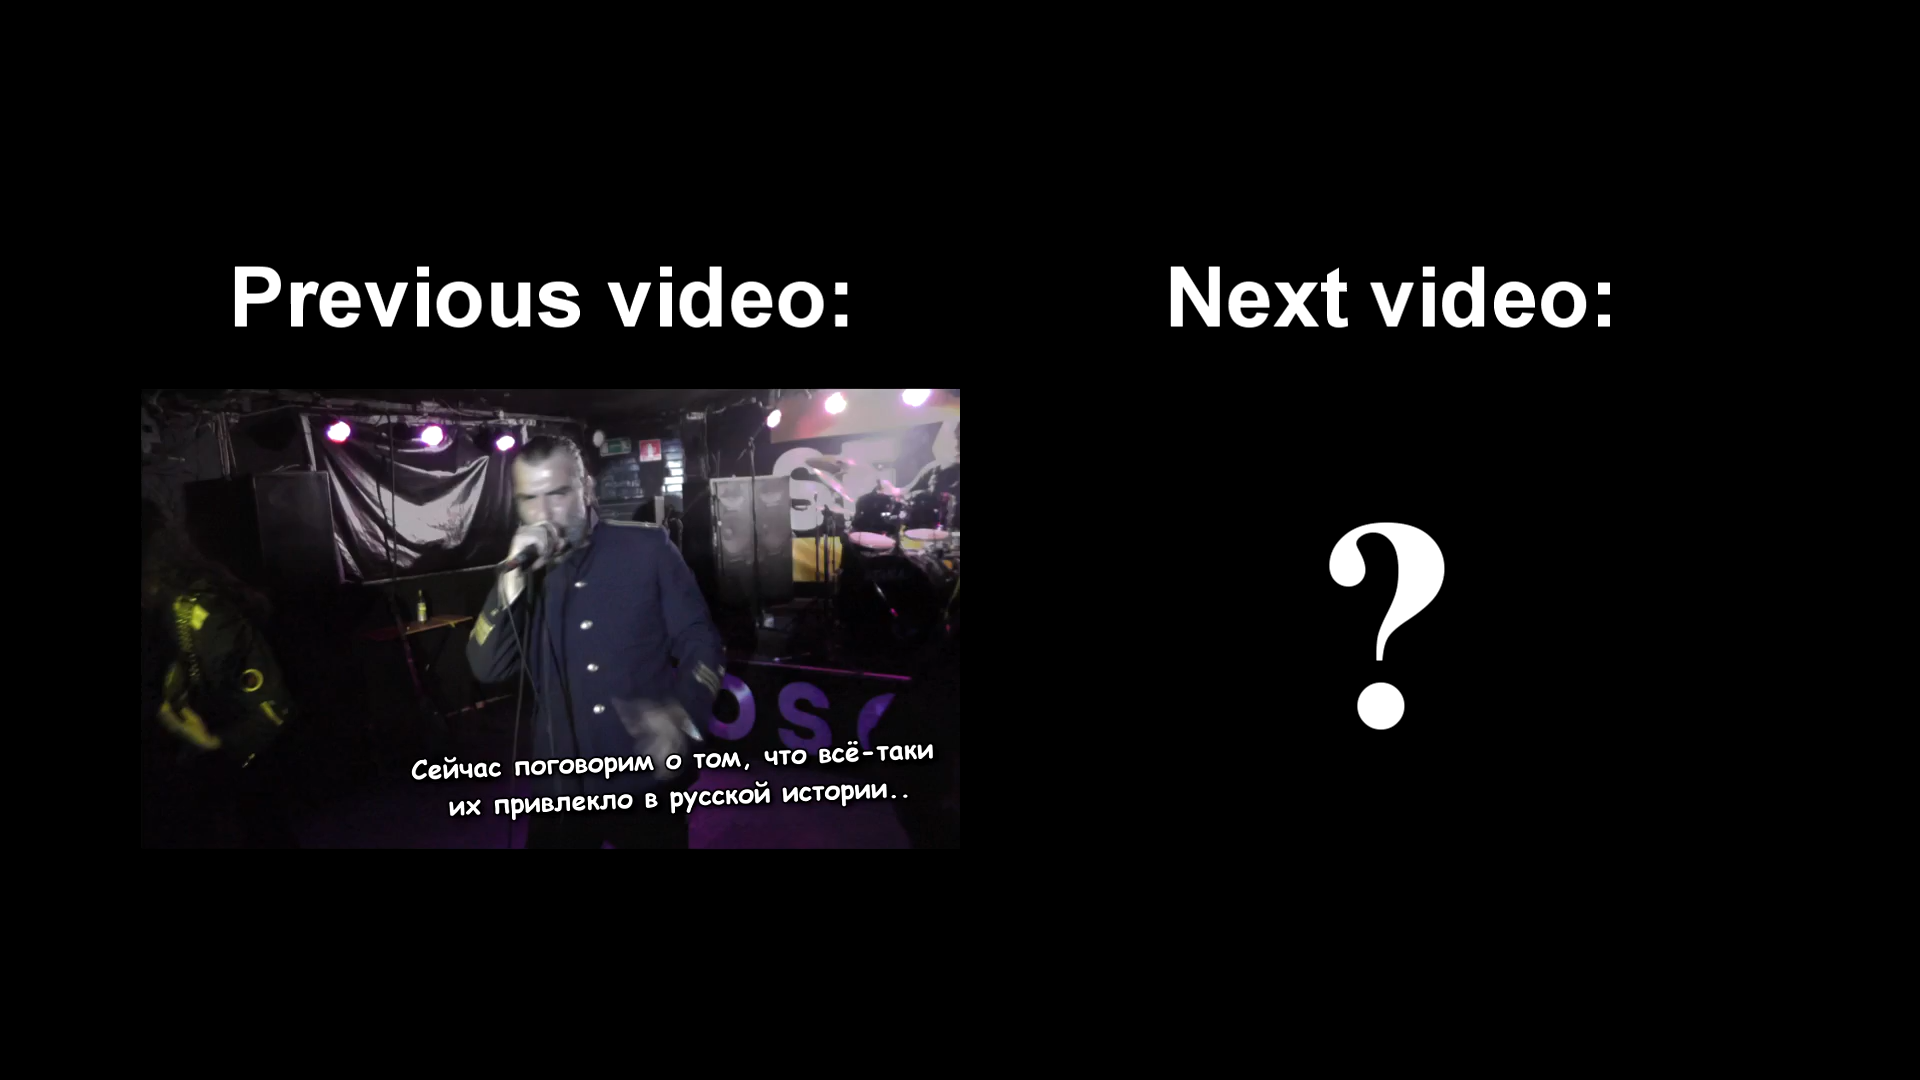 Previous video:
Next video:
Сейчас поговорим о том, что всё-таки
их привлекло в русской истории..
?